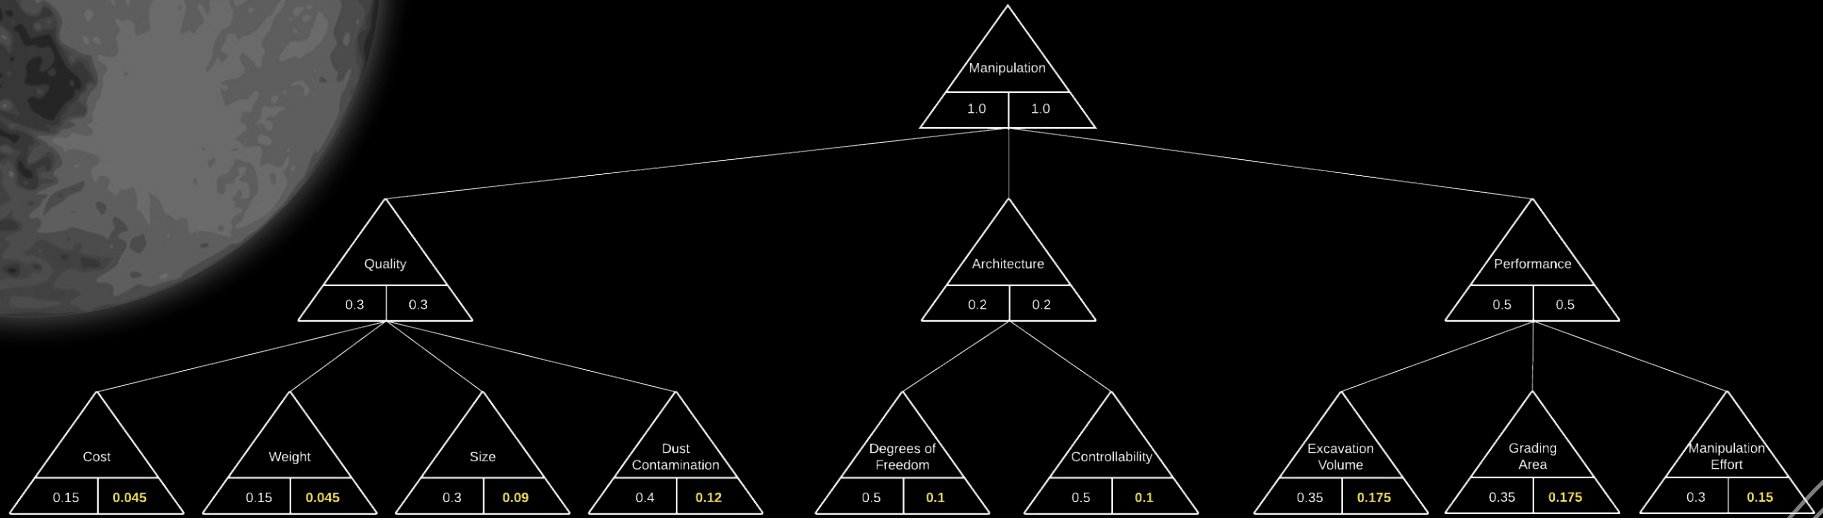 Manipulation
1.0 1.0
Quality
0.3 0.3
Architecture
0.2 0.2
Performance
0.5 0.5
Cost
0.15 0.045
Weight
0.15 0.045
Size
0.3 0.09
Dust
Contamination
0.4 0.12
Degrees of
Freedom
0.5 0.1
Controllability
0.5 0.1
Excavation
Volume
0.35 0.175
Grading
Area
0.35 0.175
Manipulation
Effort
0.3 0.15